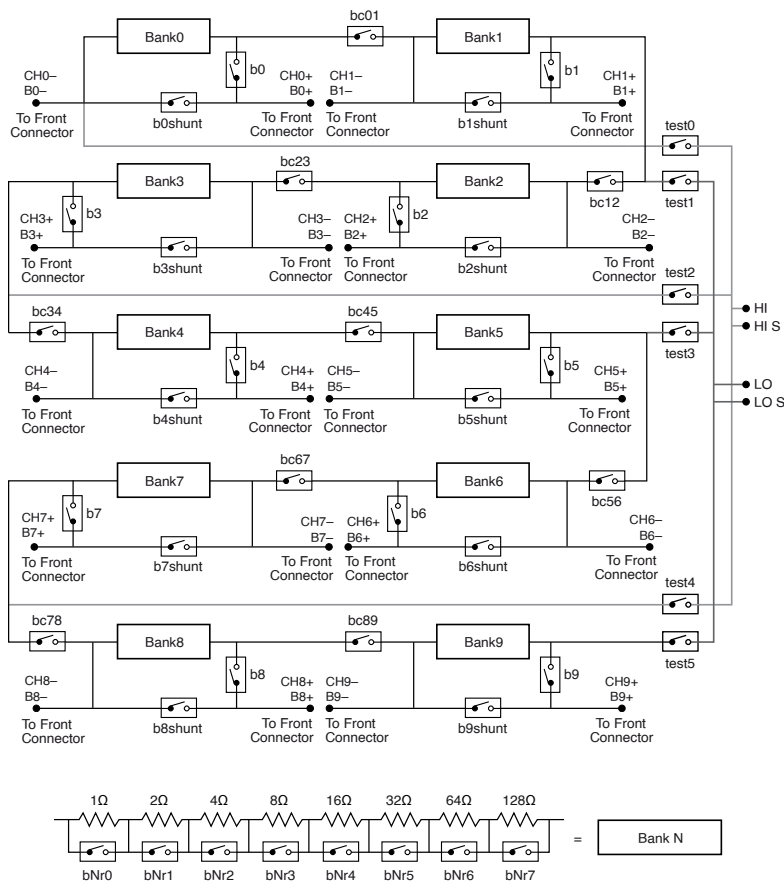 bc01
Bank0
Bank1
b0
b1
CH0–
B0–
CH0+
B0+
CH1–
B1–
CH1+
B1+
To Front
Connector
b0shunt
To Front
Connector
To Front
Connector
b1shunt
To Front
Connector
test0
bc23
Bank3
Bank2
bc12
test1
b3
b2
CH3+
B3+
CH3–
B3–
CH2+
B2+
CH2–
B2–
To Front
Connector
b3shunt
To Front
Connector
To Front
Connector
b2shunt
To Front
Connector
test2
HI
HI S
bc34
Bank4
bc45
Bank5
test3
b4
b5
CH4–
B4–
CH4+
B4+
CH5–
B5–
CH5+
B5+
LO
LO S
To Front
Connector
b4shunt
To Front
Connector
To Front
Connector
b5shunt
To Front
Connector
bc67
Bank7
Bank6
bc56
b7
b6
CH7+
B7+
CH7–
B7–
CH6+
B6+
CH6–
B6–
To Front
Connector
b7shunt
To Front
Connector
To Front
Connector
b6shunt
To Front
Connector
test4
bc78
Bank8
bc89
Bank9
test5
b8
b9
CH8–
B8–
CH8+
B8+
CH9–
B9–
CH9+
B9+
To Front
Connector
b8shunt
To Front
Connector
To Front
Connector
b9shunt
To Front
Connector
1Ω 2Ω 4Ω 8Ω 16Ω 32Ω 64Ω 128Ω
= Bank N
bNr0 bNr1 bNr2 bNr3 bNr4 bNr5 bNr6 bNr7